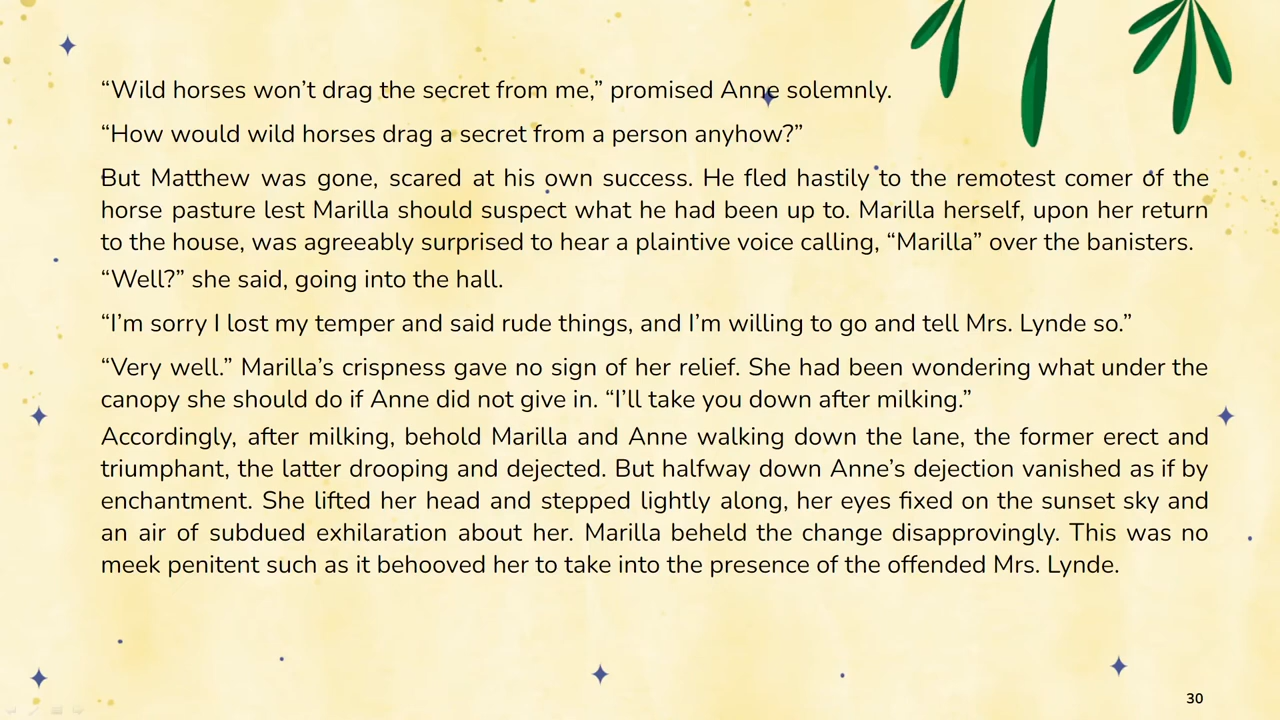 “Wild horses won’t drag the secret from me,” promised Anne solemnly.
“How would wild horses drag a secret from a person anyhow?”
But Matthew was gone, scared at his own success. He fled hastily to the remotest comer of the
horse pasture lest Marilla should suspect what he had been up to. Marilla herself, upon her return
to the house, was agreeably surprised to hear a plaintive voice calling, “Marilla” over the banisters.
“Well?” she said, going into the hall.
“I’m sorry I lost my temper and said rude things, and I’m willing to go and tell Mrs. Lynde so.”
“Very well.” Marilla’s crispness gave no sign of her relief. She had been wondering what under the
canopy she should do if Anne did not give in. “I’ll take you down after milking.”
Accordingly, after milking, behold Marilla and Anne walking down the lane, the former erect and
triumphant, the latter drooping and dejected. But halfway down Anne’s dejection vanished as if by
enchantment. She lifted her head and stepped lightly along, her eyes fixed on the sunset sky and
an air of subdued exhilaration about her. Marilla beheld the change disapprovingly. This was no
meek penitent such as it behooved her to take into the presence of the offended Mrs. Lynde.
30